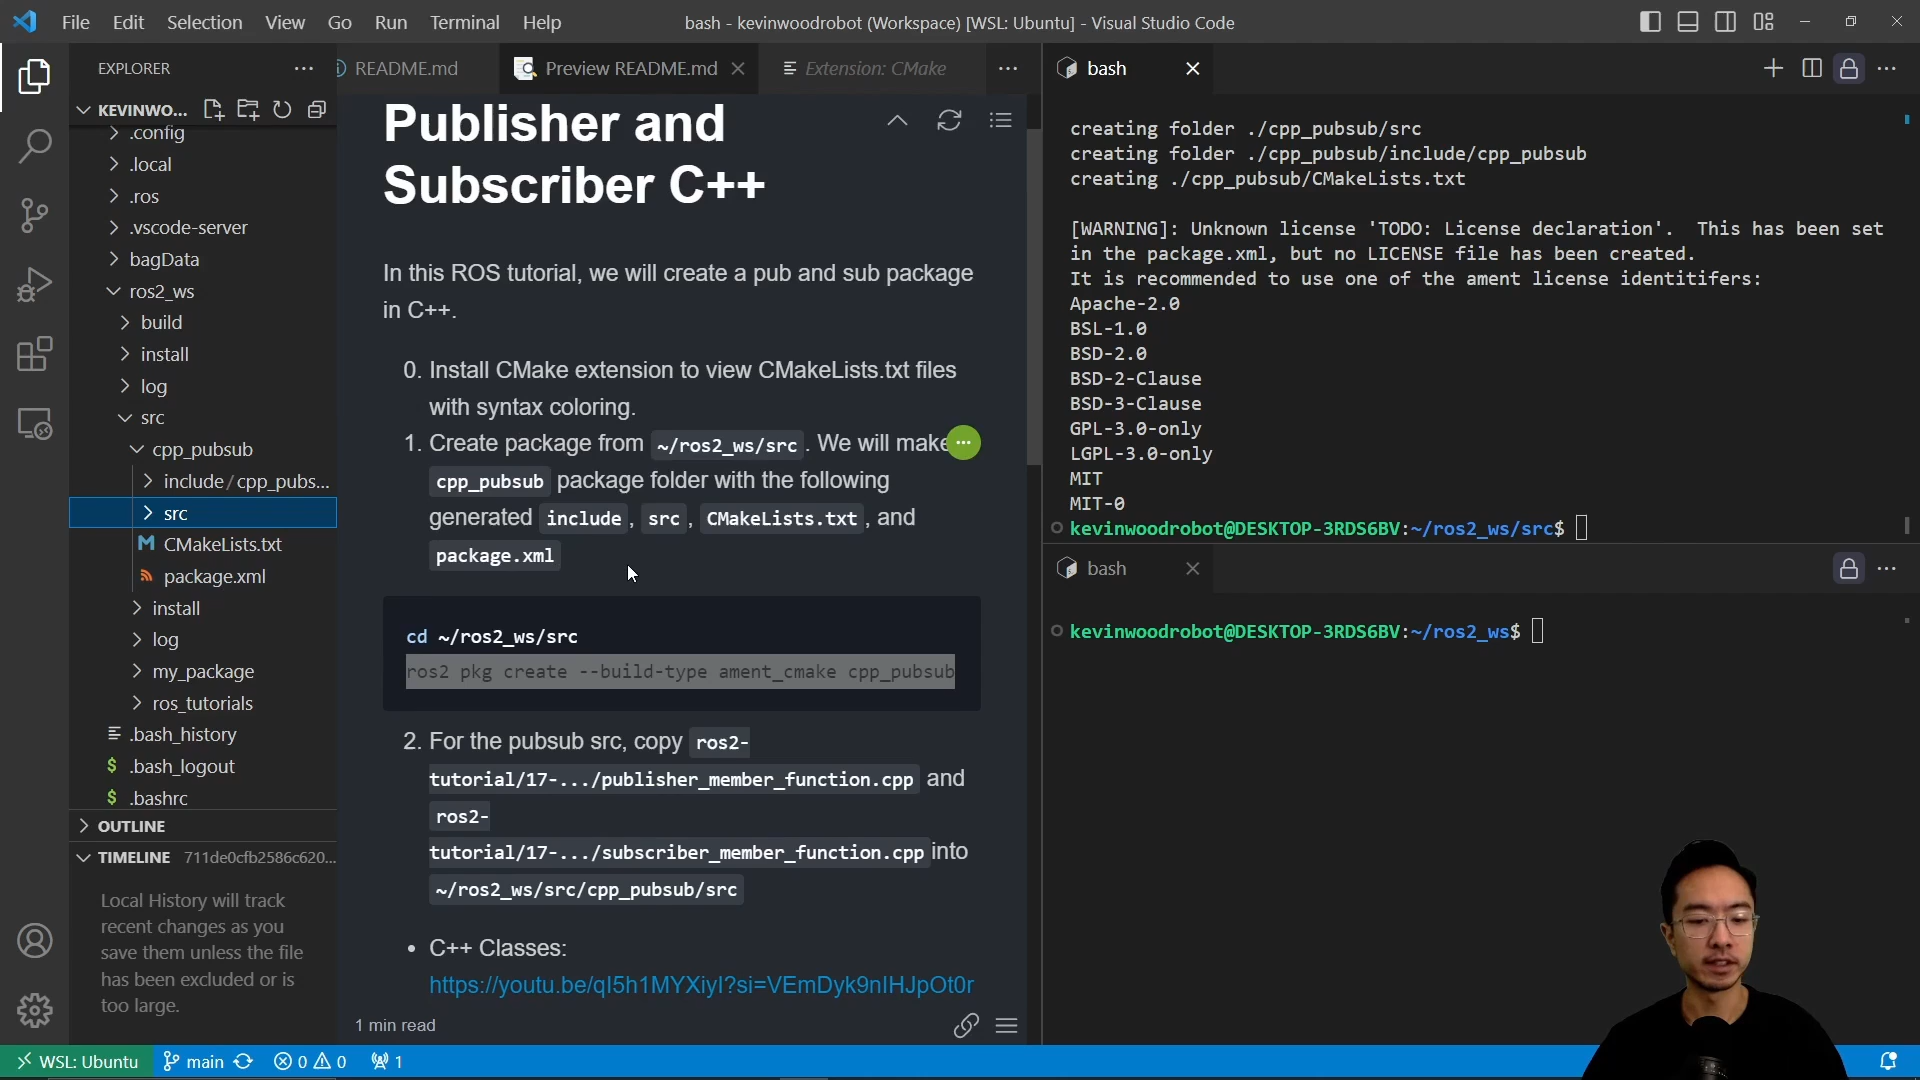 File Edit Selection View Go Run Terminal Help
bash - kevinwoodrobot (Workspace) [WSL: Ubuntu] - Visual Studio Code
EXPLORER
KEVINWO...
.config
.local
.ros
.vscode-server
bagData
ros2_ws
build
install
log
src
cpp_pubsub
include/cpp_pubs...
src
CMakeLists.txt
package.xml
install
log
my_package
ros_tutorials
.bash_history
.bash_logout
.bashrc
OUTLINE
TIMELINE 711de0cfb2586c620...
Local History will track
recent changes as you
save them unless the file
has been excluded or is
too large.
README.md
Preview README.md
Extension: CMake
Publisher and
Subscriber C++
In this ROS tutorial, we will create a pub and sub package
in C++.
0. Install CMake extension to view CMakeLists.txt files
with syntax coloring.
1. Create package from ~/ros2_ws/src. We will make
cpp_pubsub package folder with the following
generated include, src, CMakeLists.txt, and
package.xml
cd ~/ros2_ws/src
ros2 pkg create --build-type ament_cmake cpp_pubsub
2. For the pubsub src, copy ros2-
tutorial/17-.../publisher_member_function.cpp and
ros2-
tutorial/17-.../subscriber_member_function.cpp into
~/ros2_ws/src/cpp_pubsub/src
• C++ Classes:
https://youtu.be/qI5h1MYXiyI?si=VEmDyk9nIHJpOt0r
1 min read
bash
creating folder ./cpp_pubsub/src
creating folder ./cpp_pubsub/include/cpp_pubsub
creating ./cpp_pubsub/CMakeLists.txt
[WARNING]: Unknown license 'TODO: License declaration'.  This has been set
in the package.xml, but no LICENSE file has been created.
It is recommended to use one of the ament license identitifers:
Apache-2.0
BSL-1.0
BSD-2.0
BSD-2-Clause
BSD-3-Clause
GPL-3.0-only
LGPL-3.0-only
MIT
MIT-0
kevinwoodrobot@DESKTOP-3RDS6BV:~/ros2_ws/src$
bash
kevinwoodrobot@DESKTOP-3RDS6BV:~/ros2_ws$
WSL: Ubuntu main 0 0 1